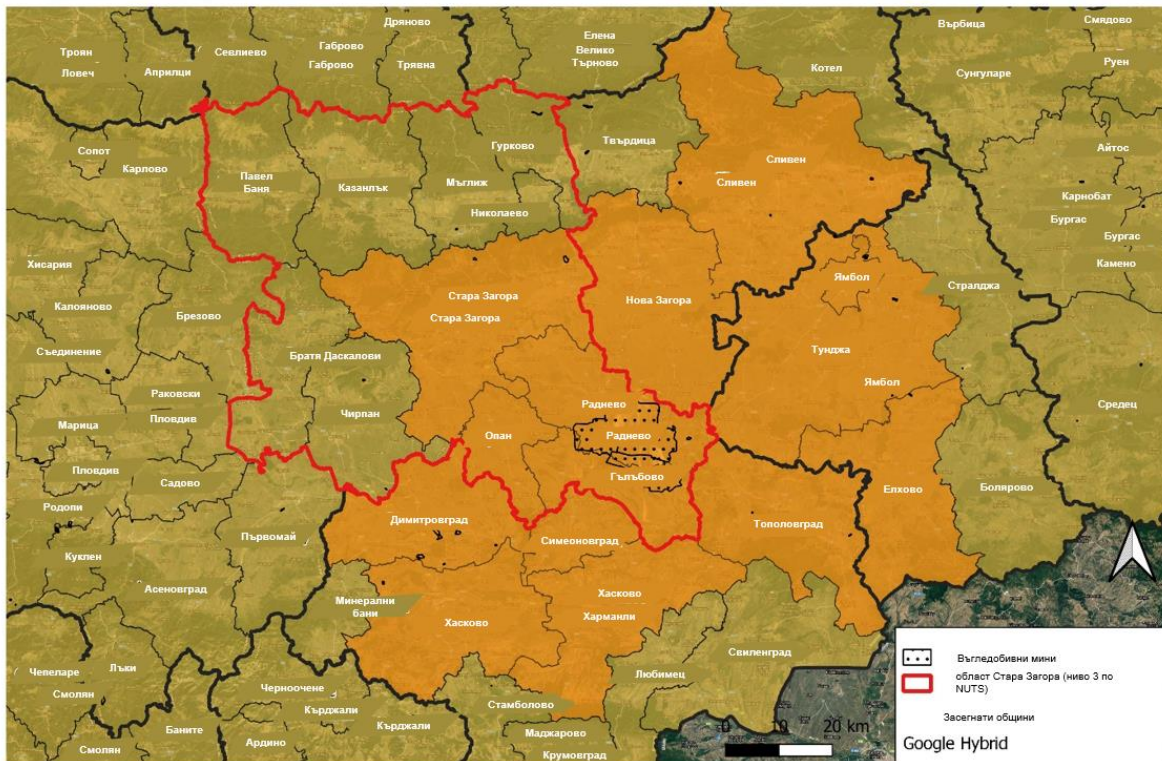 Дряново
Върбица
Смядово
Троян
Севлиево
Габрово
Елена
Ловеч
Априлци
Габрово
Трявна
Велико
Търново
Котел
Сунгуларе
Руен
Сопот
Карлово
Павел
Баня
Казанлък
Мъглиж
Гурково
Николаево
Твърдица
Сливен
Сливен
Айтос
Карнобат
Бургас
Бургас
Камено
Хисария
Калояново
Брезово
Съединение
Стара Загора
Стара Загора
Нова Загора
Ямбол
Стралджа
Братя Даскалови
Тунджа
Ямбол
Раковски
Пловдив
Марица
Чирпан
Опан
Раднево
Раднево
Гълъбово
Средец
Пловдив
Садово
Родопи
Първомай
Димитровград
Симеоновград
Тополовград
Елхово
Болярово
Куклен
Асеновград
Минерални
бани
Хасково
Хасково
Харманли
Свиленград
Любимец
Чепеларе
Лъки
Смолян
Черноочене
Кърджали
Кърджали
Стамболово
Баните
Ардино
Смолян
Маджарово
Крумовград
0 10 20 km
Въгледобивни мини
област Стара Загора (ниво 3 по
NUTS)
Засегнати общини
Google Hybrid